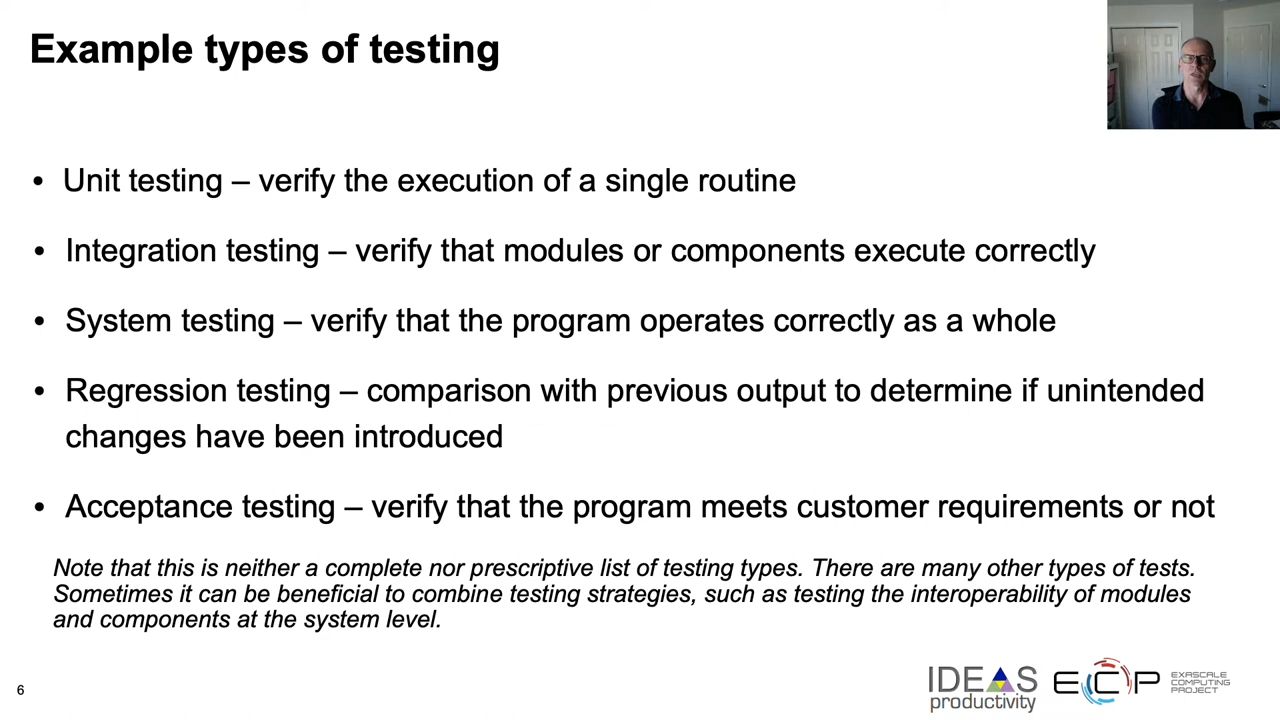 Example types of testing
• Unit testing – verify the execution of a single routine
• Integration testing – verify that modules or components execute correctly
• System testing – verify that the program operates correctly as a whole
• Regression testing – comparison with previous output to determine if unintended
changes have been introduced
• Acceptance testing – verify that the program meets customer requirements or not
Note that this is neither a complete nor prescriptive list of testing types. There are many other types of tests.
Sometimes it can be beneficial to combine testing strategies, such as testing the interoperability of modules
and components at the system level.
6
IDEAS
productivity
ECP
EXASCALE
COMPUTING
PROJECT